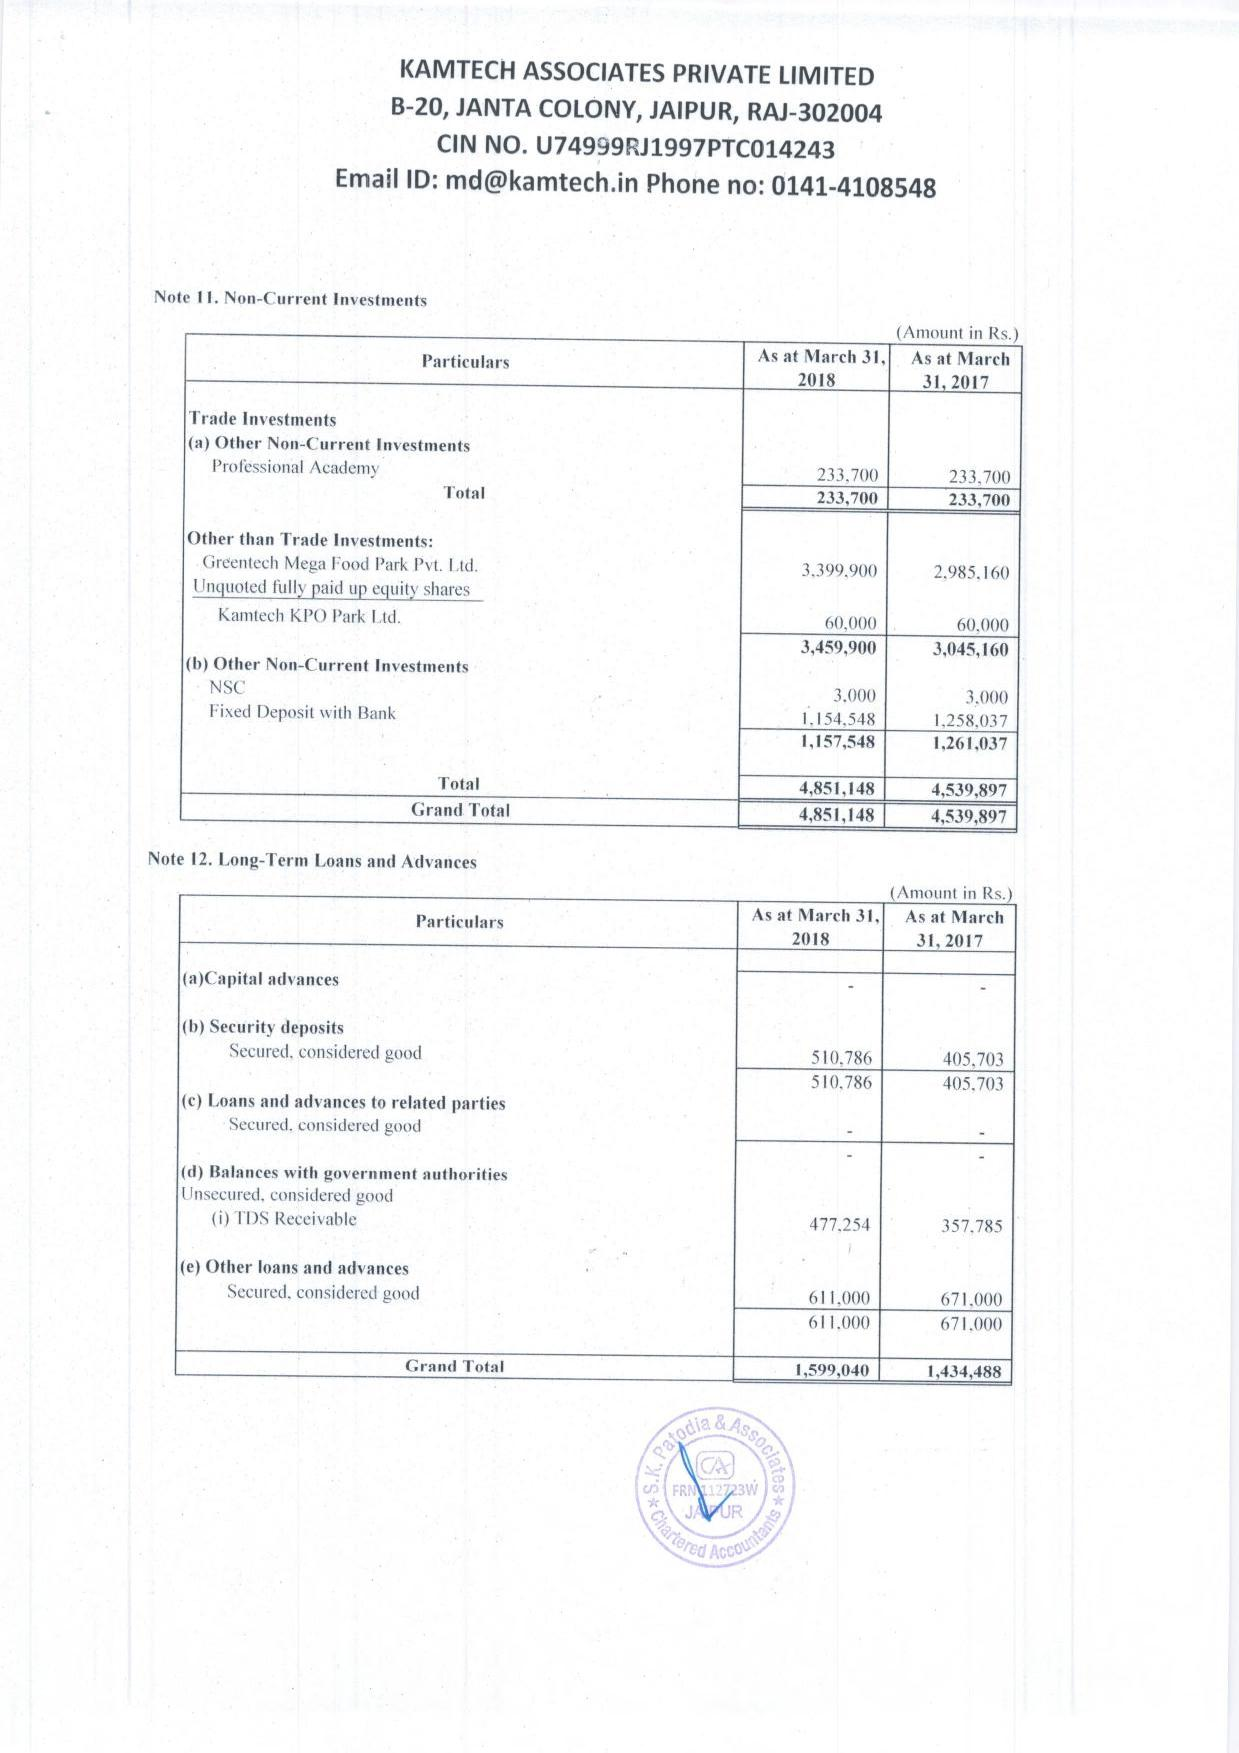 KAMTECH ASSOCIATES PRIVATE LIMITED
B-20, JANTA COLONY, JAIPUR, RAJ-302004
CIN NO. U74999RJ1997PTC014243
Email ID: md@kamtech.in Phone no: 0141-4108548
Note 11. Non-Current Investments
(Amount in Rs.)
Particulars As at March 31, 2018 As at March 31, 2017
Trade Investments
(a) Other Non-Current Investments
Professional Academy 233,700 233,700
Total 233,700 233,700
Other than Trade Investments:
Greentech Mega Food Park Pvt. Ltd. 3,399,900 2,985,160
Unquoted fully paid up equity shares
Kamtech KPO Park Ltd. 60,000 60,000
3,459,900 3,045,160
(b) Other Non-Current Investments
NSC 3,000 3,000
Fixed Deposit with Bank 1,154,548 1,258,037
1,157,548 1,261,037
Total 4,851,148 4,539,897
Grand Total 4,851,148 4,539,897
Note 12. Long-Term Loans and Advances
(Amount in Rs.)
Particulars As at March 31, 2018 As at March 31, 2017
(a)Capital advances - -
(b) Security deposits
Secured, considered good 510,786 405,703
510,786 405,703
(c) Loans and advances to related parties
Secured, considered good - -
- -
(d) Balances with government authorities
Unsecured, considered good
(i) TDS Receivable 477,254 357,785
(e) Other loans and advances
Secured, considered good 611,000 671,000
611,000 671,000
Grand Total 1,599,040 1,434,488
S.K. Patodia & Associates
CA
FRN 112723W
JAIPUR
Chartered Accountants